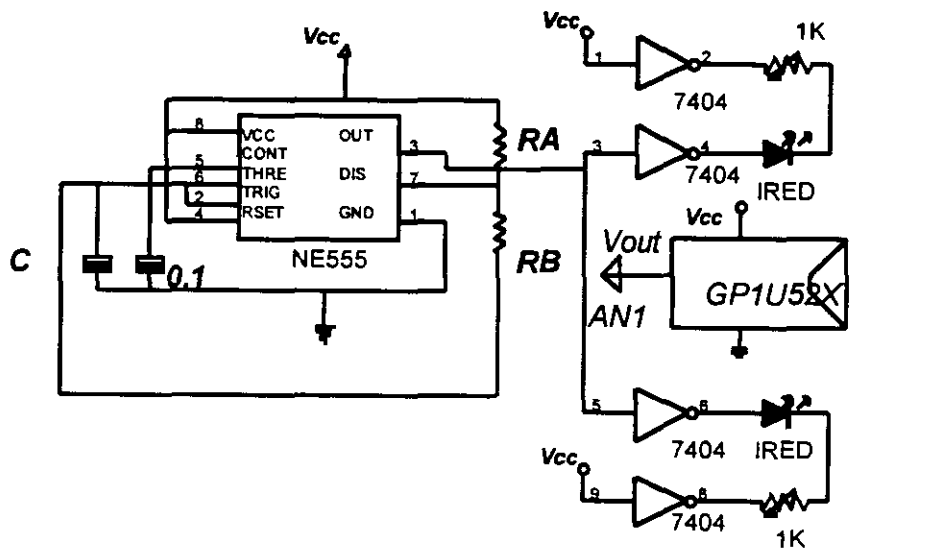 Vcc
8
VCC
OUT
CONT
3
5
THRE
DIS
6
TRIG
7
2
RSET
GND
4
1
NE555
RA
RB
C
0.1
Vcc
1
2
1K
7404
3
4
7404
IRED
Vcc
Vout
GP1U52X
AN1
5
6
7404
IRED
Vcc
9
8
7404
1K